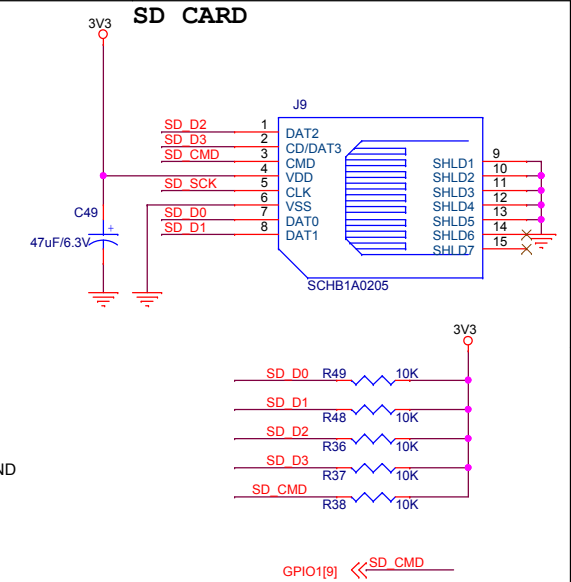 SD CARD
3V3
J9
SD_D2 1 DAT2
SD_D3 2 CD/DAT3
SD_CMD 3 CMD SHLD1 9
4 VDD SHLD2 10
SD_SCK 5 CLK SHLD3 11
6 VSS SHLD4 12
C49 SD_D0 7 DAT0 SHLD5 13
+ SD_D1 8 DAT1 SHLD6 14
47uF/6.3V SHLD7 15
SCHB1A0205
3V3
SD_D0 R49 10K
SD_D1 R48 10K
SD_D2 R36 10K
SD_D3 R37 10K
SD_CMD R38 10K
ND
GPIO1[9] SD_CMD